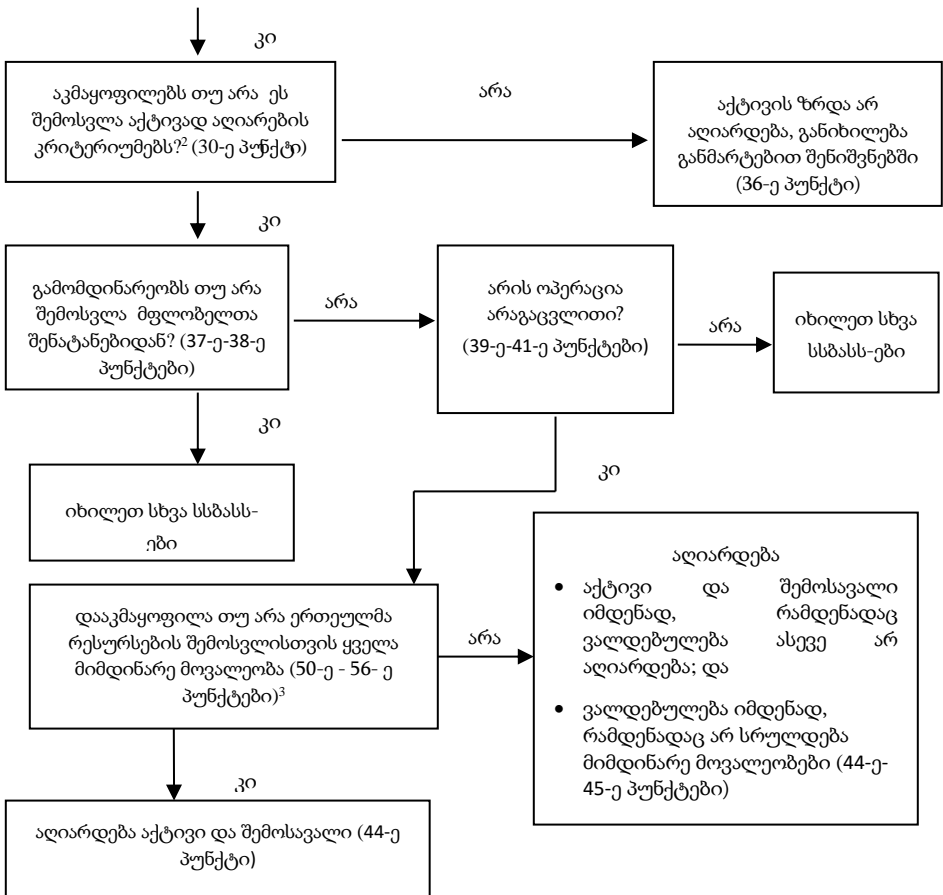 კი
აკმაყოფილებს თუ არა ეს
შემოსვლა აქტივად აღიარების
კრიტერიუმებს?² (30-ე პუნქტი)
არა
აქტივის ზრდა არ
აღიარდება, განიხილება
განმარტებით შენიშვნებში
(36-ე პუნქტი)
კი
გამომდინარეობს თუ არა
შემოსვლა მფლობელთა
შენატანებიდან? (37-ე-38-ე
პუნქტები)
არა
არის ოპერაცია
არაგაცვლითი?
(39-ე-41-ე პუნქტები)
არა
იხილეთ სხვა
სსბასს-ები
კი
იხილეთ სხვა სსბასს-
ები
კი
დააკმაყოფილა თუ არა ერთეულმა
რესურსების შემოსვლისთვის ყველა
მიმდინარე მოვალეობა (50-ე - 56- ე
პუნქტები)³
არა
აღიარდება
• აქტივი და შემოსავალი
იმდენად, რამდენადაც
ვალდებულება ასევე არ
აღიარდება; და
• ვალდებულება იმდენად,
რამდენადაც არ სრულდება
მიმდინარე მოვალეობები (44-ე-
45-ე პუნქტები)
კი
აღიარდება აქტივი და შემოსავალი (44-ე
პუნქტი)